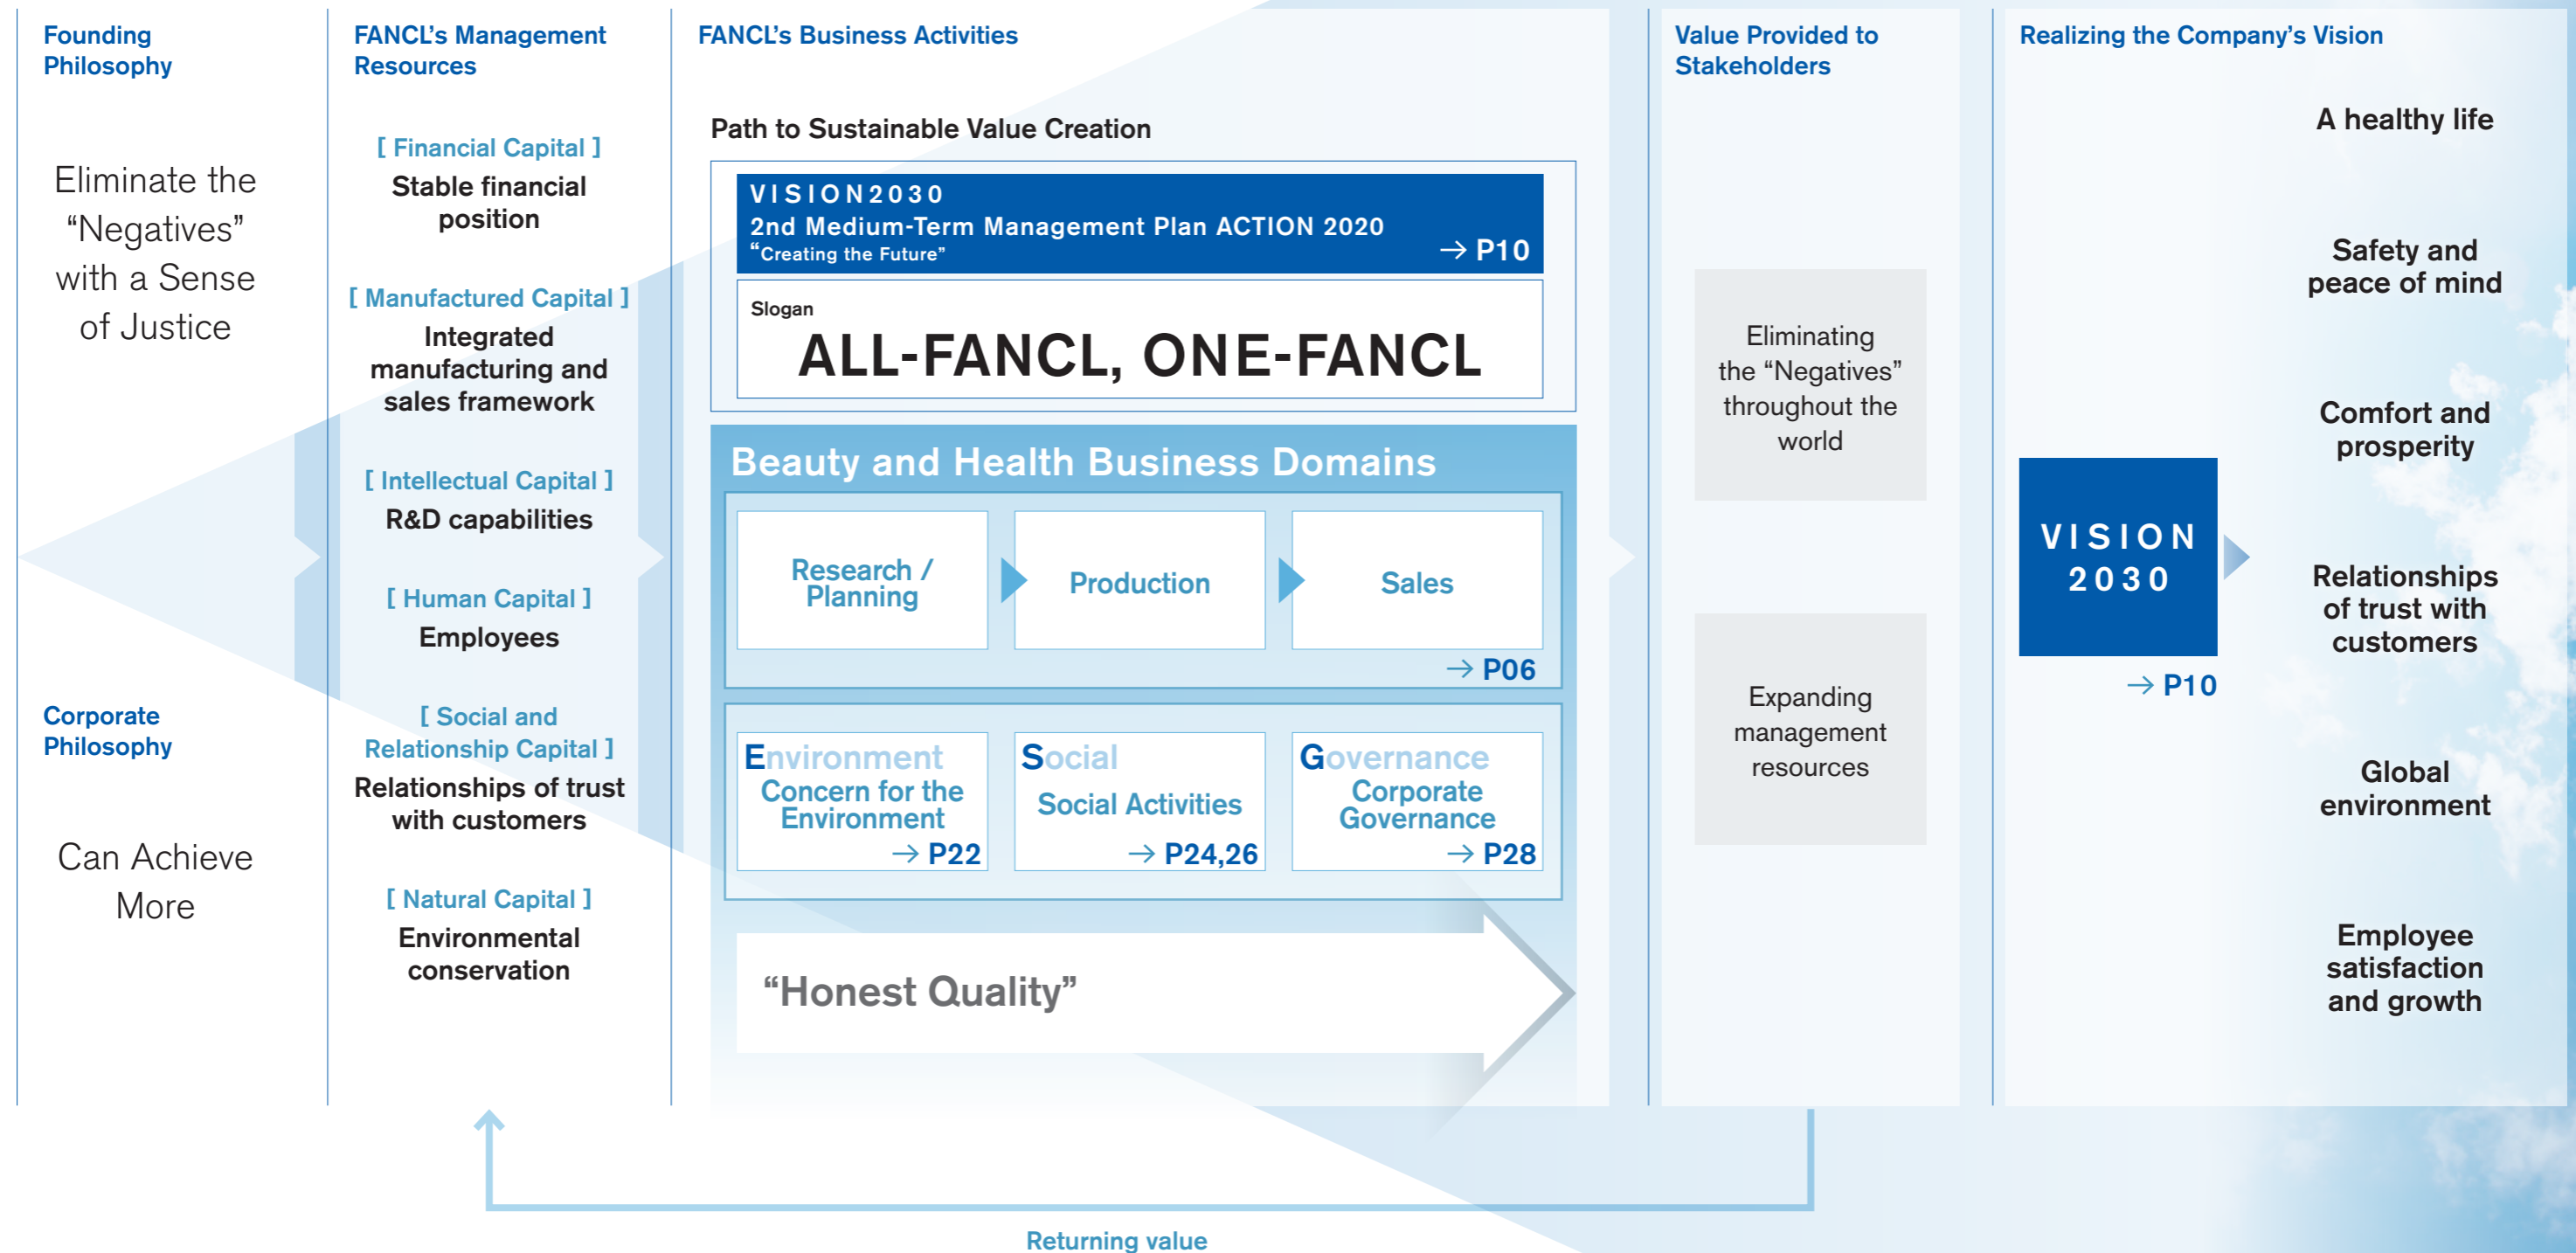 Founding
Philosophy
Eliminate the
“Negatives”
with a Sense
of Justice
Corporate
Philosophy
Can Achieve
More
FANCL’s Management
Resources
[ Financial Capital ]
Stable financial
position
[ Manufactured Capital ]
Integrated
manufacturing and
sales framework
[ Intellectual Capital ]
R&D capabilities
[ Human Capital ]
Employees
[ Social and
Relationship Capital ]
Relationships of trust
with customers
[ Natural Capital ]
Environmental
conservation
FANCL’s Business Activities
Path to Sustainable Value Creation
VISION2030
2nd Medium-Term Management Plan ACTION 2020
“Creating the Future”
→ P10
Slogan
ALL-FANCL, ONE-FANCL
Beauty and Health Business Domains
Research /
Planning
Production
Sales
→ P06
Environment
Concern for the
Environment
→ P22
Social
Social Activities
→ P24,26
Governance
Corporate
Governance
→ P28
“Honest Quality”
Value Provided to
Stakeholders
Eliminating
the “Negatives”
throughout the
world
Expanding
management
resources
Realizing the Company’s Vision
VISION
2030
→ P10
A healthy life
Safety and
peace of mind
Comfort and
prosperity
Relationships
of trust with
customers
Global
environment
Employee
satisfaction
and growth
Returning value